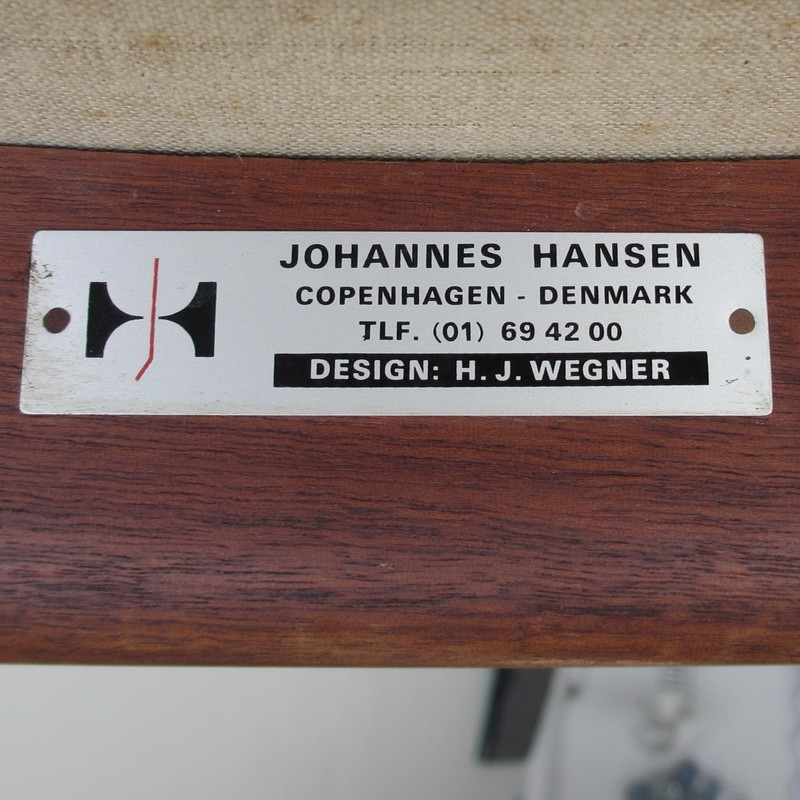 JOHANNES HANSEN
COPENHAGEN - DENMARK
TLF. (01) 69 42 00
DESIGN: H. J. WEGNER